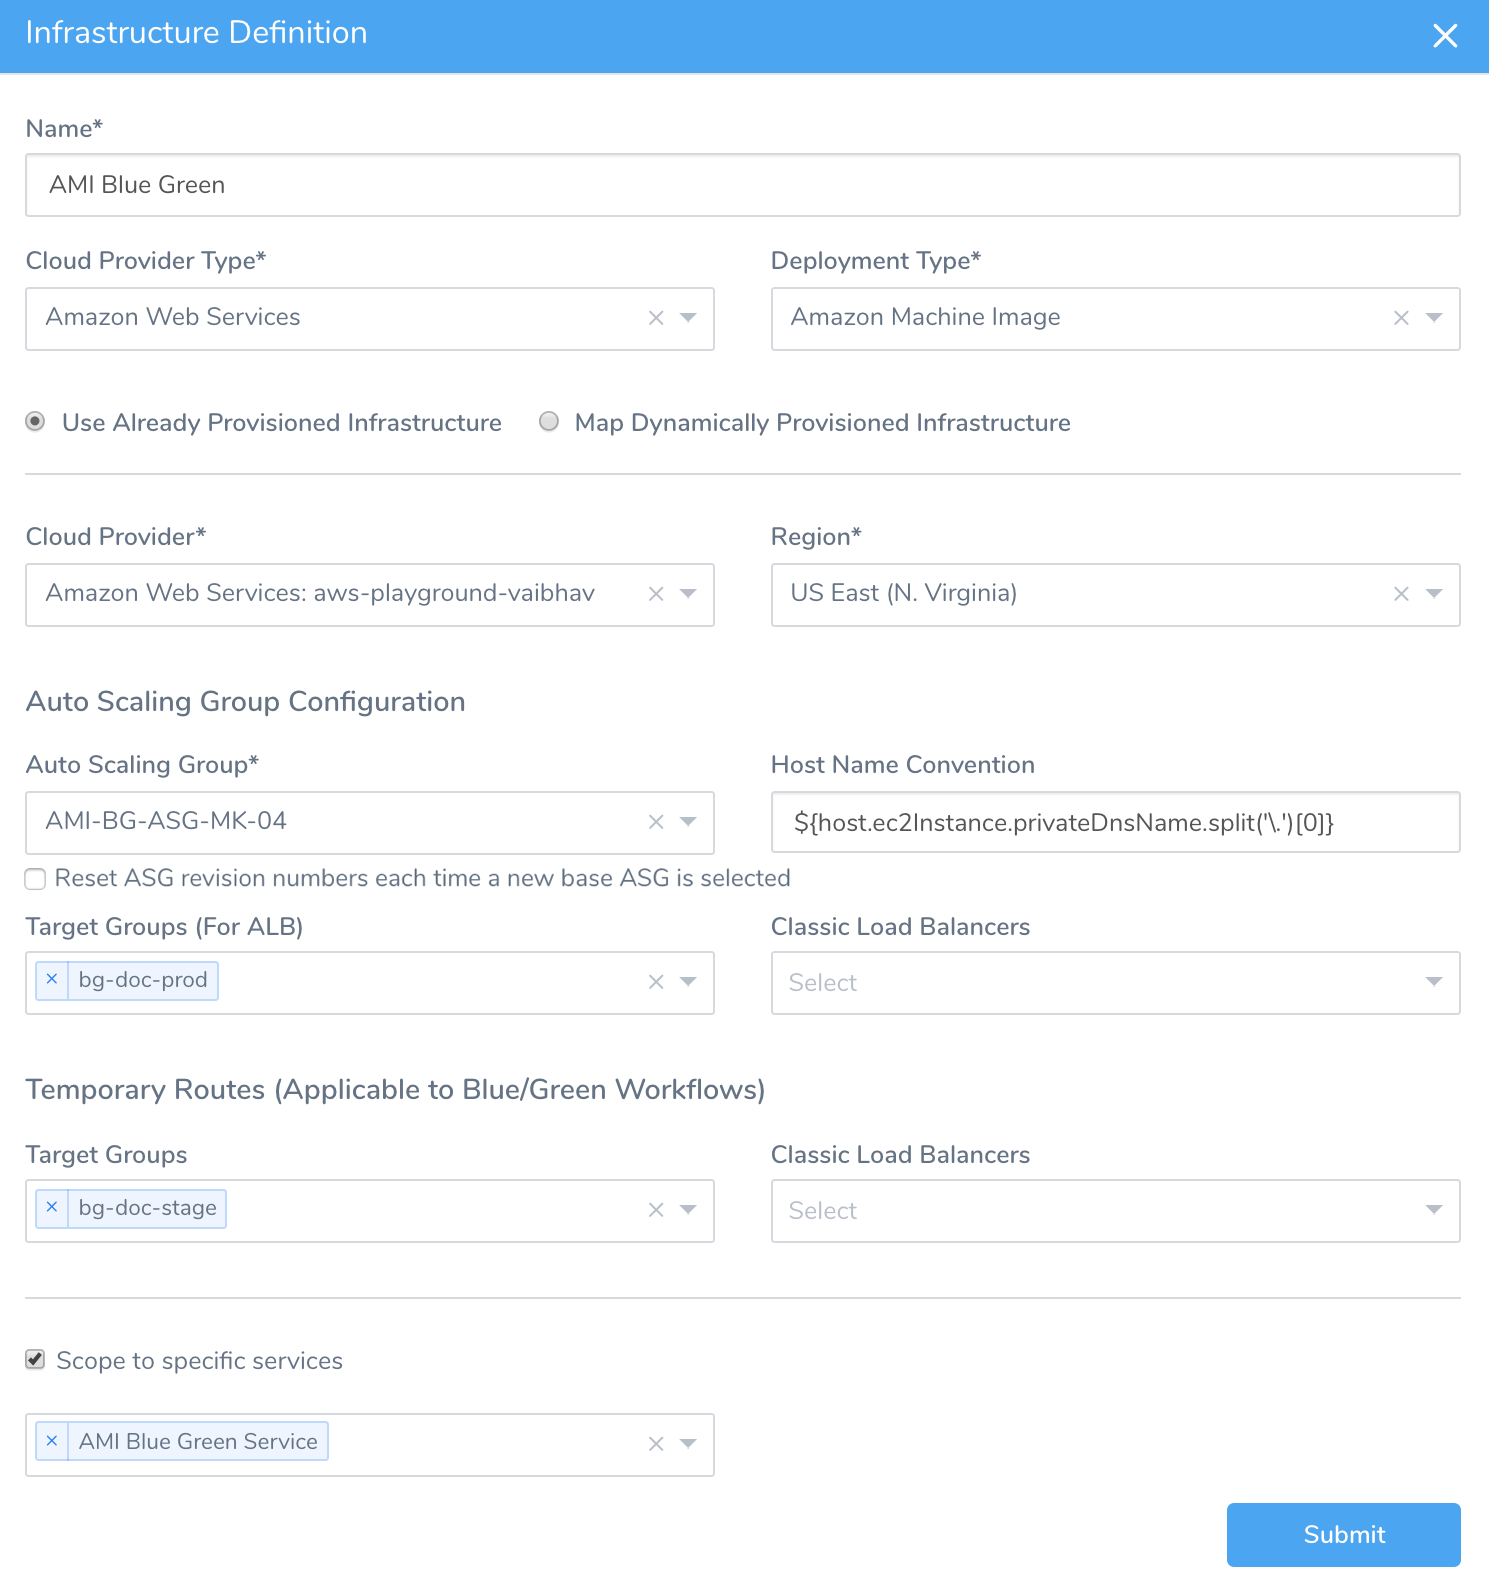 Infrastructure Definition
Name*
AMI Blue Green
Cloud Provider Type*
Deployment Type*
Amazon Web Services
Amazon Machine Image
Use Already Provisioned Infrastructure
Map Dynamically Provisioned Infrastructure
Cloud Provider*
Region*
Amazon Web Services: aws-playground-vaibhav
US East (N. Virginia)
Auto Scaling Group Configuration
Auto Scaling Group*
Host Name Convention
AMI-BG-ASG-MK-04
${host.ec2Instance.privateDnsName.split('\.')[0]}
Reset ASG revision numbers each time a new base ASG is selected
Target Groups (For ALB)
Classic Load Balancers
bg-doc-prod
Select
Temporary Routes (Applicable to Blue/Green Workflows)
Target Groups
Classic Load Balancers
bg-doc-stage
Select
Scope to specific services
AMI Blue Green Service
Submit